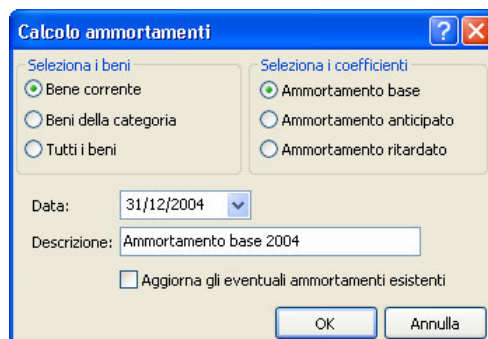 Calcolo ammortamenti
Seleziona i beni
Bene corrente
Beni della categoria
Tutti i beni
Seleziona i coefficienti
Ammortamento base
Ammortamento anticipato
Ammortamento ritardato
Data: 31/12/2004
Descrizione: Ammortamento base 2004
Aggiorna gli eventuali ammortamenti esistenti
OK Annulla